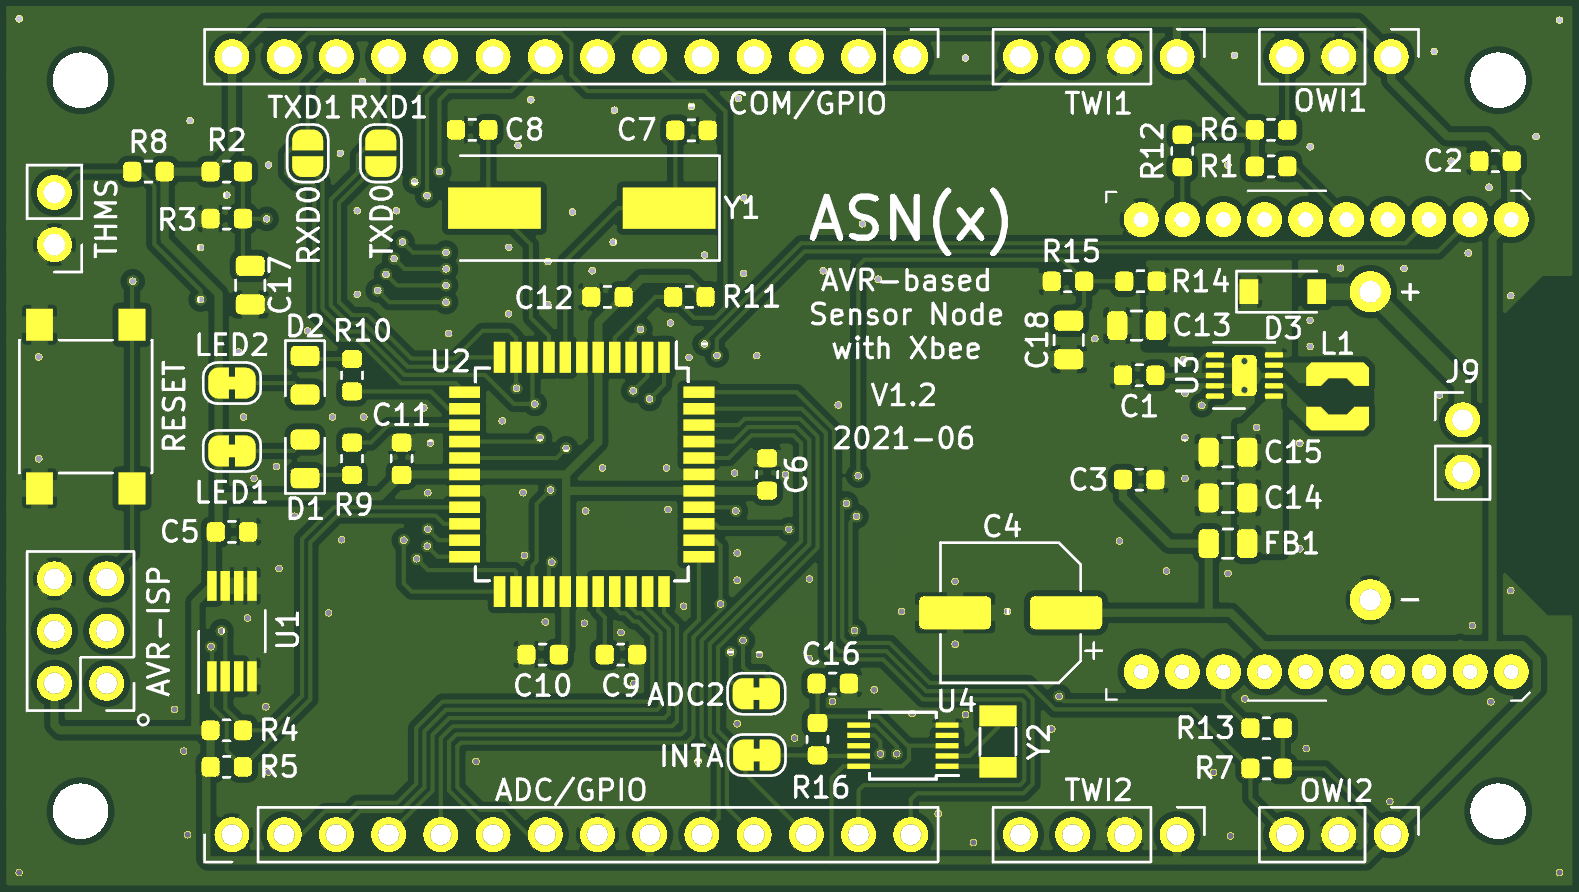 COM/GPIO
TWI1
OWI1
TXD1 RXD1
C8
C7
R8
R2
R12
R6
R1
C2
THMS
R3
RXD0
TXD0
Y1
ASN(x)
C17
C12
R11
R15
R14
AVR-based
Sensor Node
with Xbee
V1.2
2021-06
+
C18
C13
D3
L1
U3
C1
J9
LED2
D2
R10
U2
RESET
C11
LED1
D1
R9
C6
C3
C15
C14
FB1
C5
C4
AVR-ISP
U1
+
-
C10
C9
ADC2
C16
U4
Y2
R4
R5
INTA
R16
R13
R7
ADC/GPIO
TWI2
OWI2